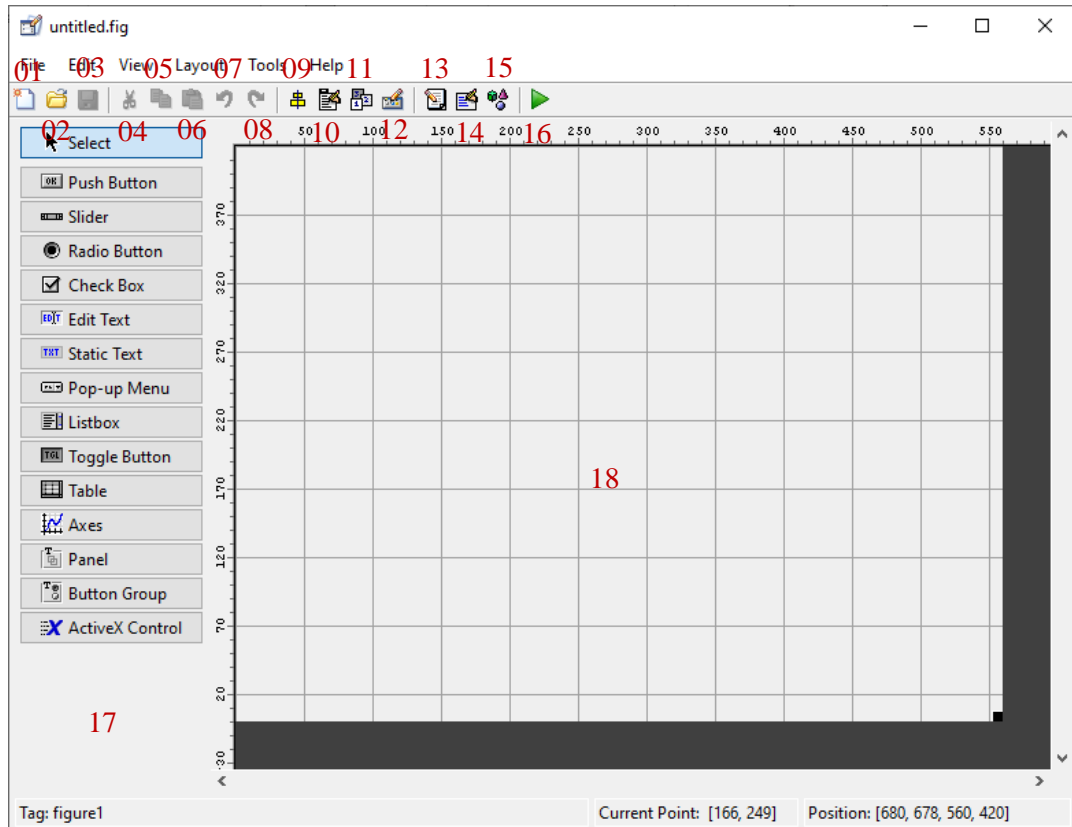 untitled.fig
File Edit View Layout Tools Help
01 03 05 07 09 11 13 15
02 04 06 08 10 12 14 16
50 100 150 200 250 300 350 400 450 500 550
Select
Push Button
Slider
Radio Button
Check Box
Edit Text
Static Text
Pop-up Menu
Listbox
Toggle Button
Table
Axes
Panel
Button Group
ActiveX Control
OK
EDIT
TXT
TGL
370
320
270
220
170
120
70
20
-30
18
17
Tag: figure1 Current Point: [166, 249] Position: [680, 678, 560, 420]